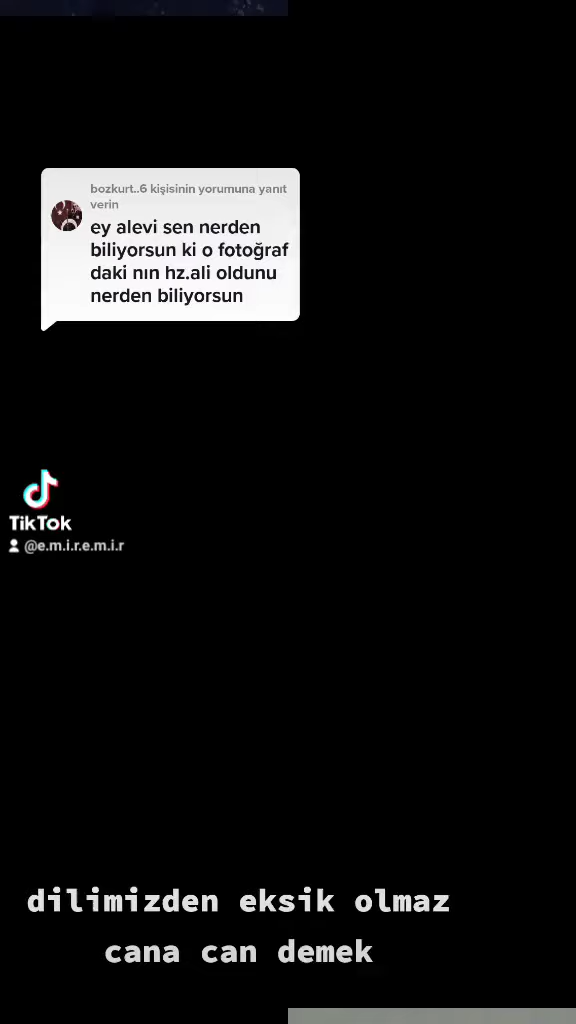 bozkurt..6 kişisinin yorumuna yanıt
verin
ey alevi sen nerden
biliyorsun ki o fotoğraf
daki nın hz.ali oldunu
nerden biliyorsun
TikTok
@e.m.i.r.e.m.i.r
dilimizden eksik olmaz
cana can demek